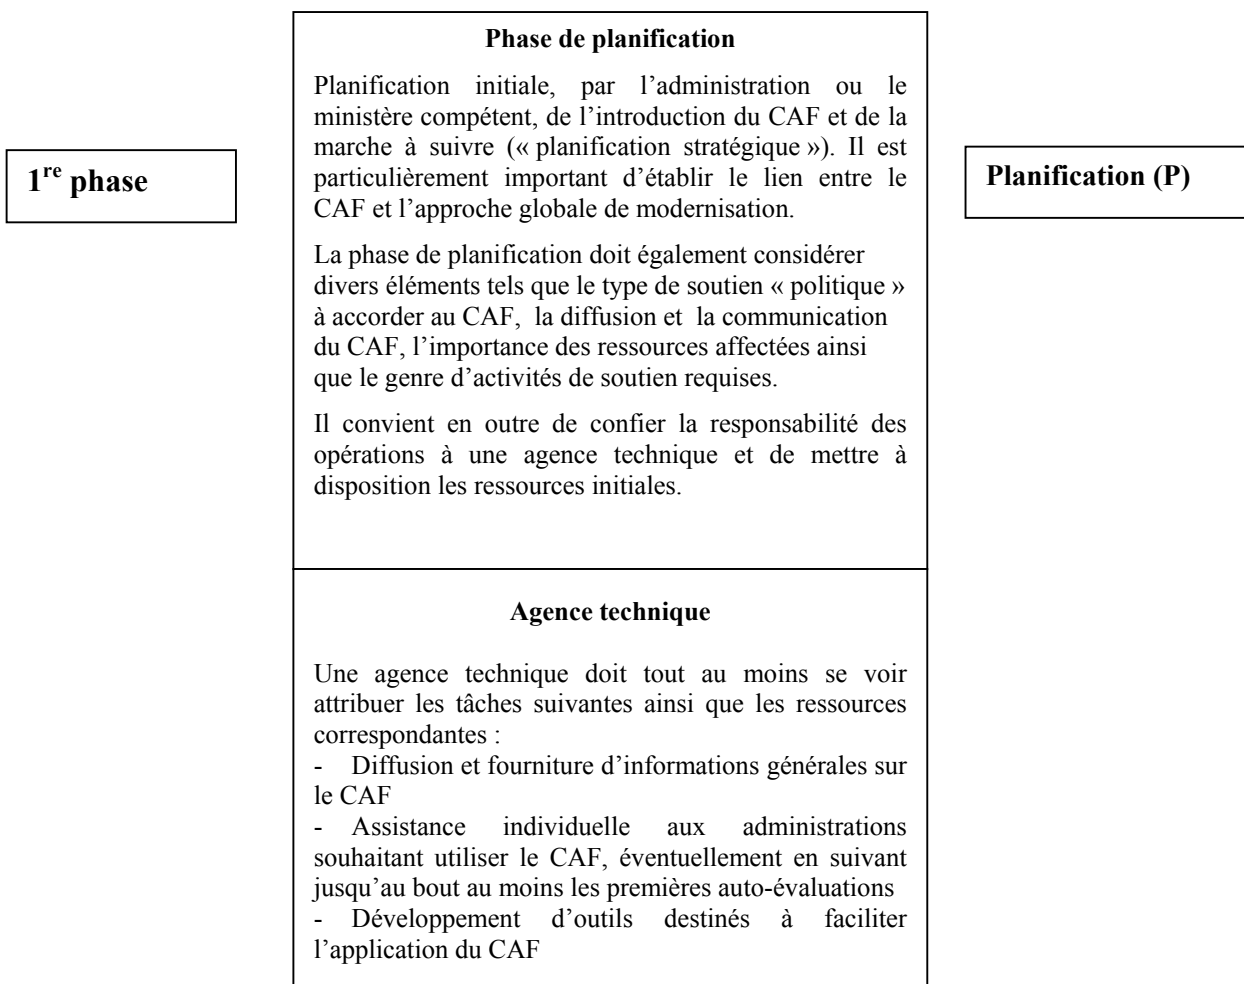 1re phase
Phase de planification
Planification initiale, par l’administration ou le
ministère compétent, de l’introduction du CAF et de la
marche à suivre (« planification stratégique »). Il est
particulièrement important d’établir le lien entre le
CAF et l’approche globale de modernisation.
La phase de planification doit également considérer
divers éléments tels que le type de soutien « politique »
à accorder au CAF, la diffusion et la communication
du CAF, l’importance des ressources affectées ainsi
que le genre d’activités de soutien requises.
Il convient en outre de confier la responsabilité des
opérations à une agence technique et de mettre à
disposition les ressources initiales.
Planification (P)
Agence technique
Une agence technique doit tout au moins se voir
attribuer les tâches suivantes ainsi que les ressources
correspondantes :
- Diffusion et fourniture d’informations générales sur
le CAF
- Assistance individuelle aux administrations
souhaitant utiliser le CAF, éventuellement en suivant
jusqu’au bout au moins les premières auto-évaluations
- Développement d’outils destinés à faciliter
l’application du CAF